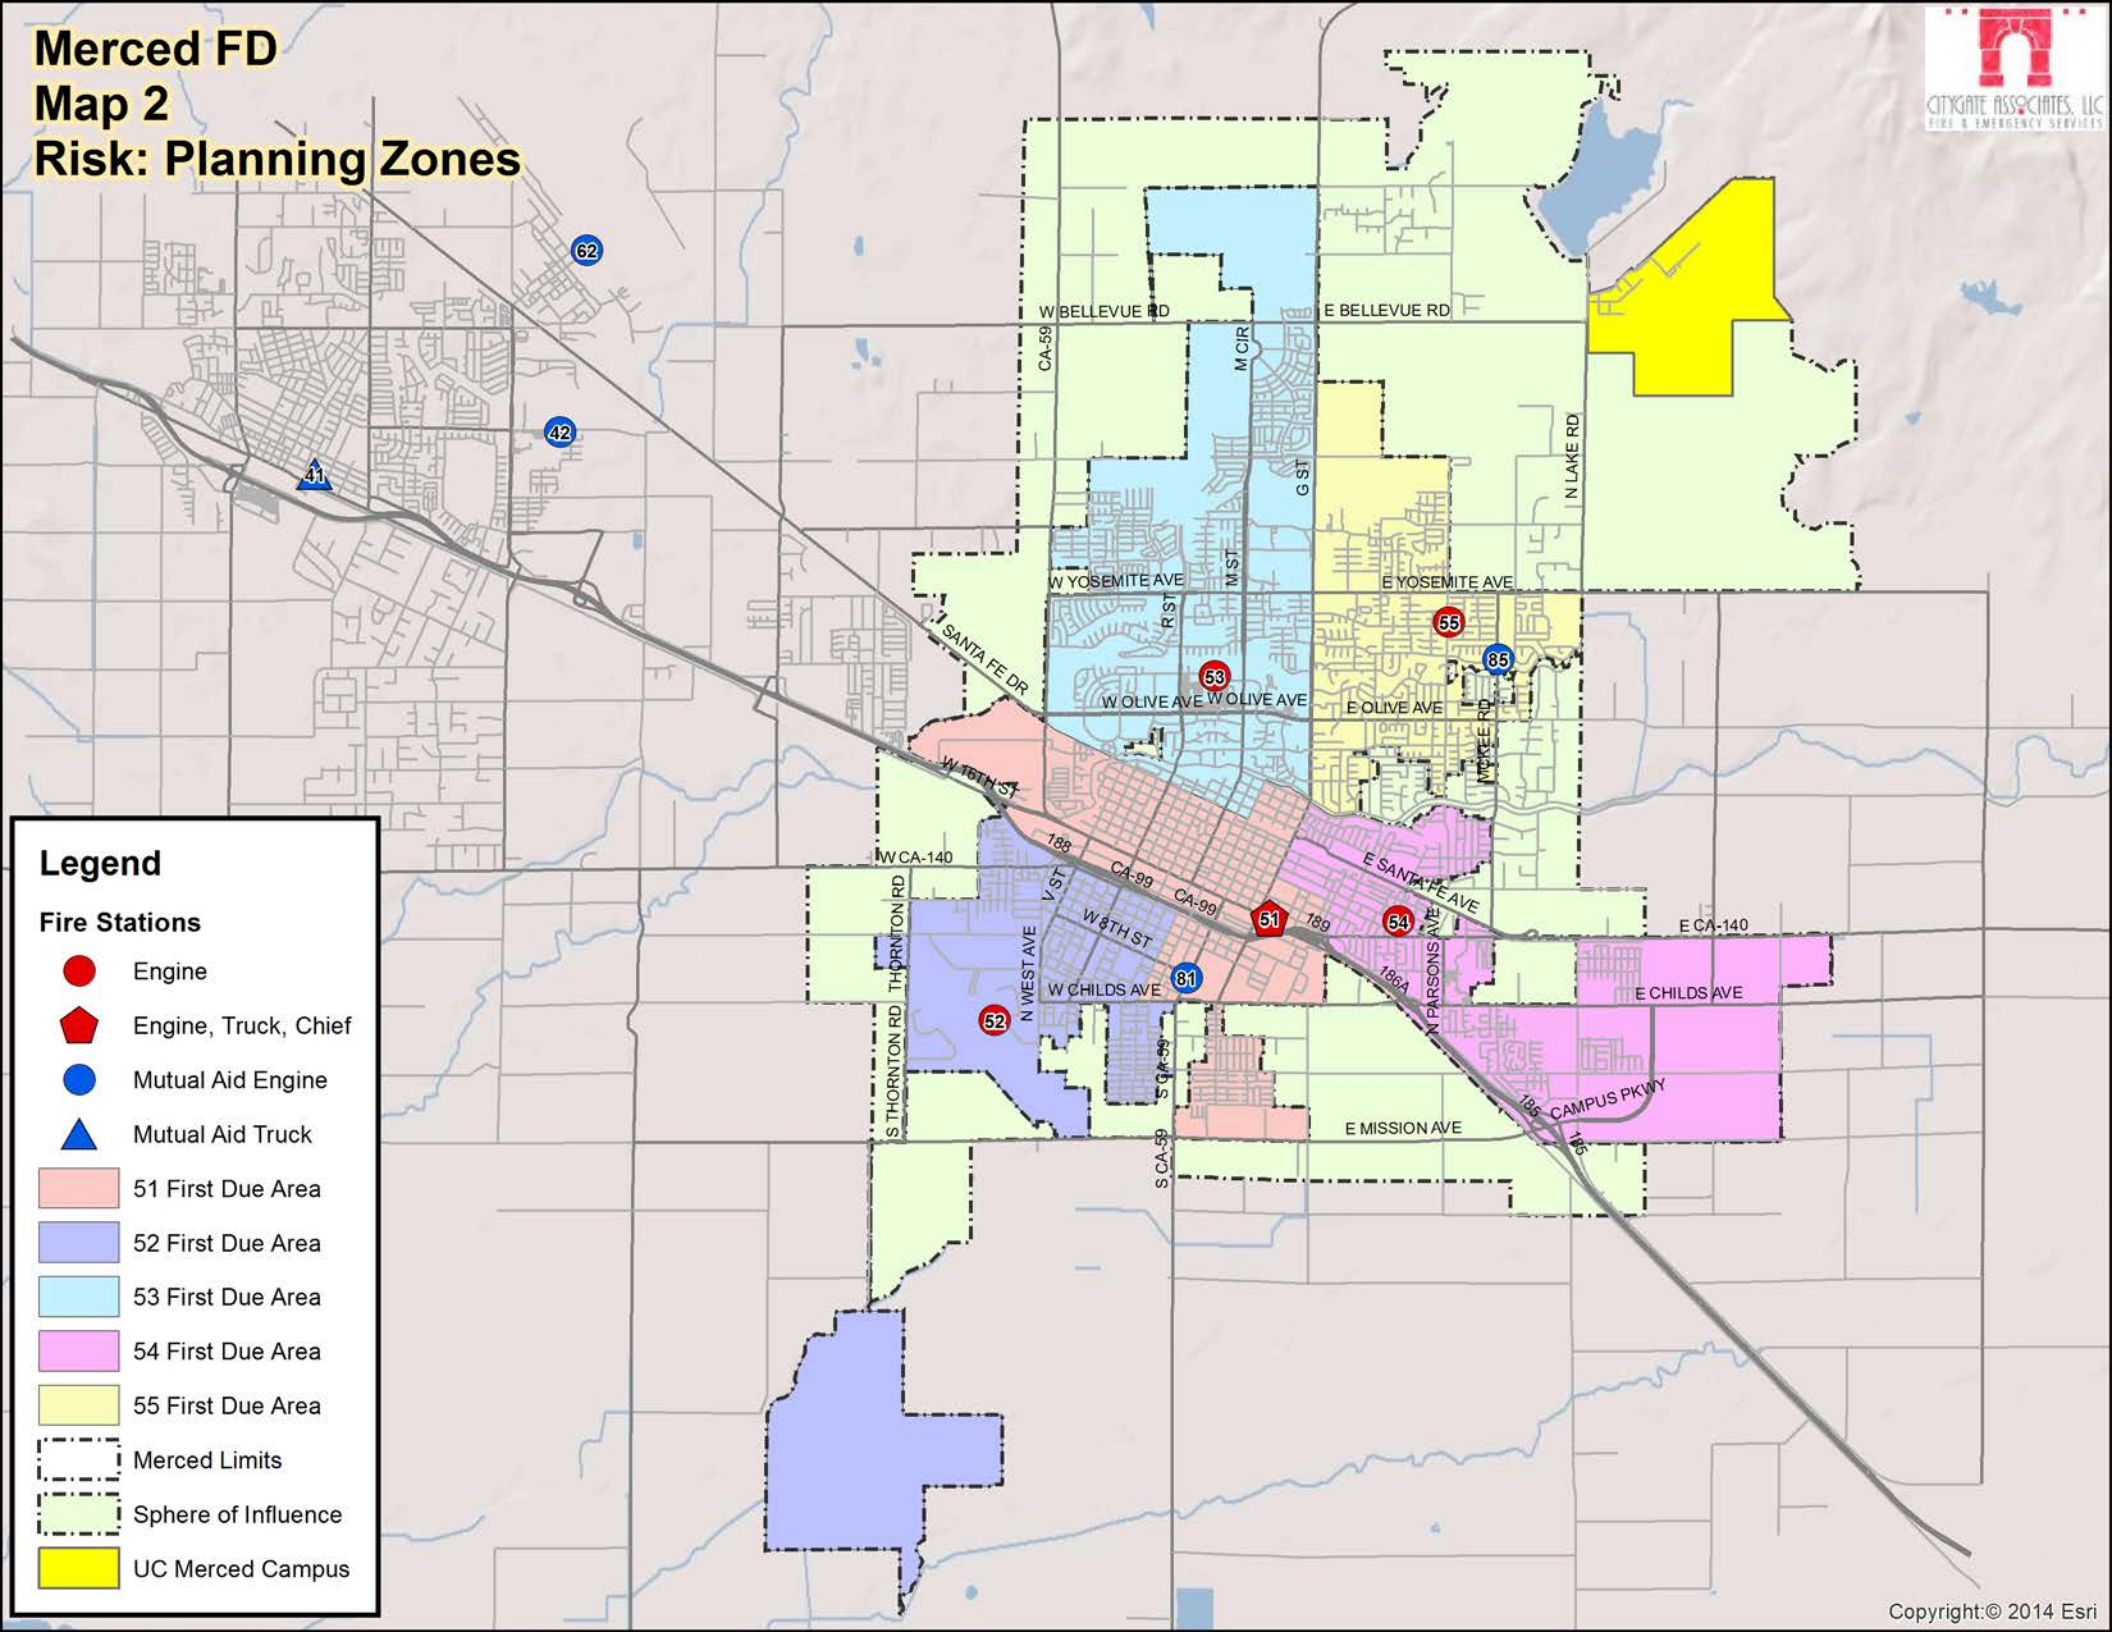 Merced FD
Map 2
Risk: Planning Zones
CITYGATE ASSOCIATES, LLC
FIRE & EMERGENCY SERVICES
62
42
41
W BELLEVUE RD
E BELLEVUE RD
CA-59
M CIR
G ST
N LAKE RD
W YOSEMITE AVE
E YOSEMITE AVE
M ST
R ST
55
85
53
SANTA FE DR
W OLIVE AVE
W OLIVE AVE
E OLIVE AVE
MCKEE RD
W 16TH ST
188
W CA-140
CA-99
CA-99
E SANTA FE AVE
V ST
THORNTON RD
W 8TH ST
51
189
54
N PARSONS AVE
E CA-140
N WEST AVE
81
186A
W CHILDS AVE
E CHILDS AVE
52
S THORNTON RD
S CA-59
185
CAMPUS PKWY
E MISSION AVE
185
S CA-59
Legend
Fire Stations
Engine
Engine, Truck, Chief
Mutual Aid Engine
Mutual Aid Truck
51 First Due Area
52 First Due Area
53 First Due Area
54 First Due Area
55 First Due Area
Merced Limits
Sphere of Influence
UC Merced Campus
Copyright:© 2014 Esri